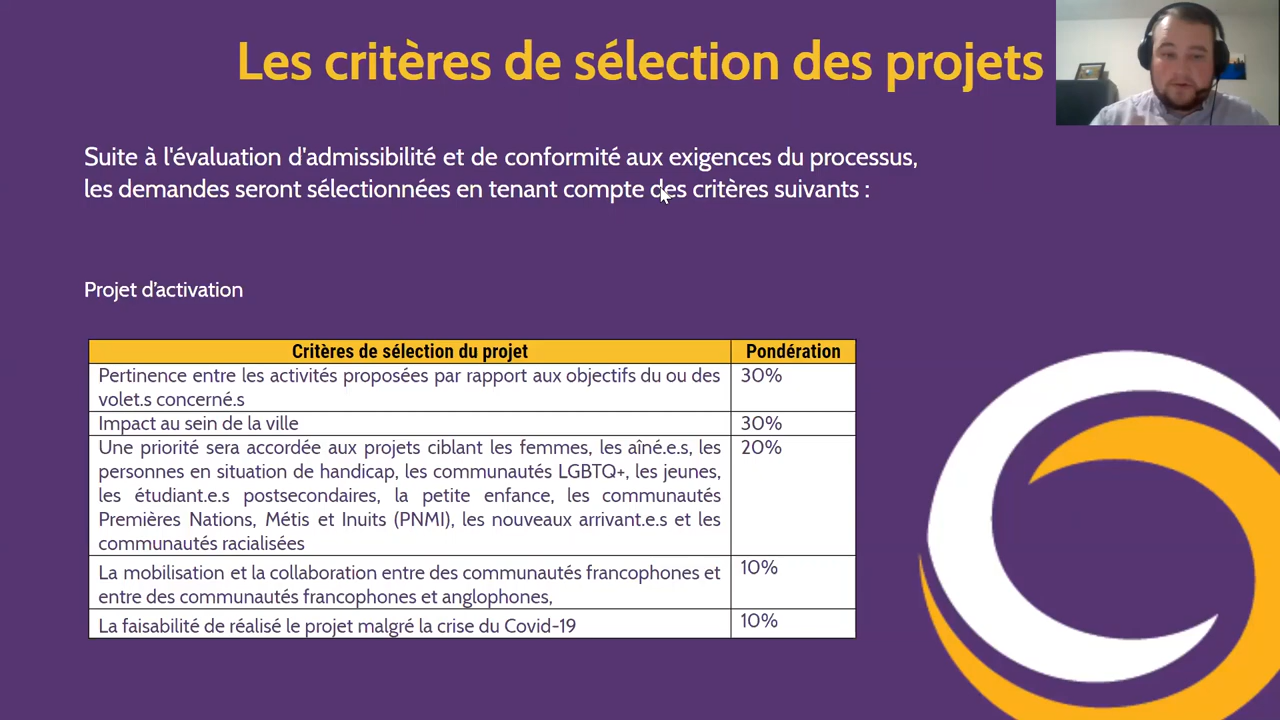 Les critères de sélection des projets
Suite à l'évaluation d'admissibilité et de conformité aux exigences du processus,
les demandes seront sélectionnées en tenant compte des critères suivants :
Projet d'activation
Critères de sélection du projet Pondération
Pertinence entre les activités proposées par rapport aux objectifs du ou des 30%
volet.s concerné.s
Impact au sein de la ville 30%
Une priorité sera accordée aux projets ciblant les femmes, les aîné.e.s, les 20%
personnes en situation de handicap, les communautés LGBTQ+, les jeunes,
les étudiant.e.s postsecondaires, la petite enfance, les communautés
Premières Nations, Métis et Inuits (PNMI), les nouveaux arrivant.e.s et les
communautés racialisées
La mobilisation et la collaboration entre des communautés francophones et 10%
entre des communautés francophones et anglophones,
La faisabilité de réalisé le projet malgré la crise du Covid-19 10%